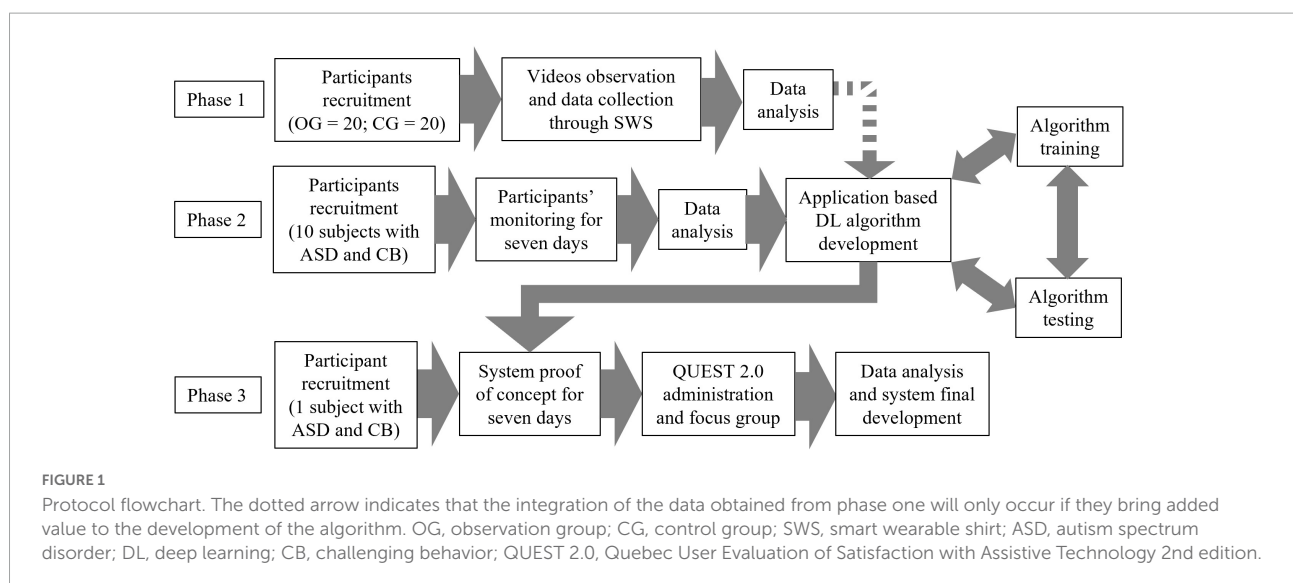 Phase 1
Participants
recruitment
(OG = 20; CG = 20)
Videos observation
and data collection
through SWS
Data
analysis
Algorithm
training
Phase 2
Participants
recruitment
(10 subjects with
ASD and CB)
Participants'
monitoring for
seven days
Data
analysis
Application based
DL algorithm
development
Algorithm
testing
Phase 3
Participant
recruitment
(1 subject with
ASD and CB)
System proof
of concept for
seven days
QUEST 2.0
administration
and focus group
Data analysis
and system final
development
FIGURE 1
Protocol flowchart. The dotted arrow indicates that the integration of the data obtained from phase one will only occur if they bring added
value to the development of the algorithm. OG, observation group; CG, control group; SWS, smart wearable shirt; ASD, autism spectrum
disorder; DL, deep learning; CB, challenging behavior; QUEST 2.0, Quebec User Evaluation of Satisfaction with Assistive Technology 2nd edition.